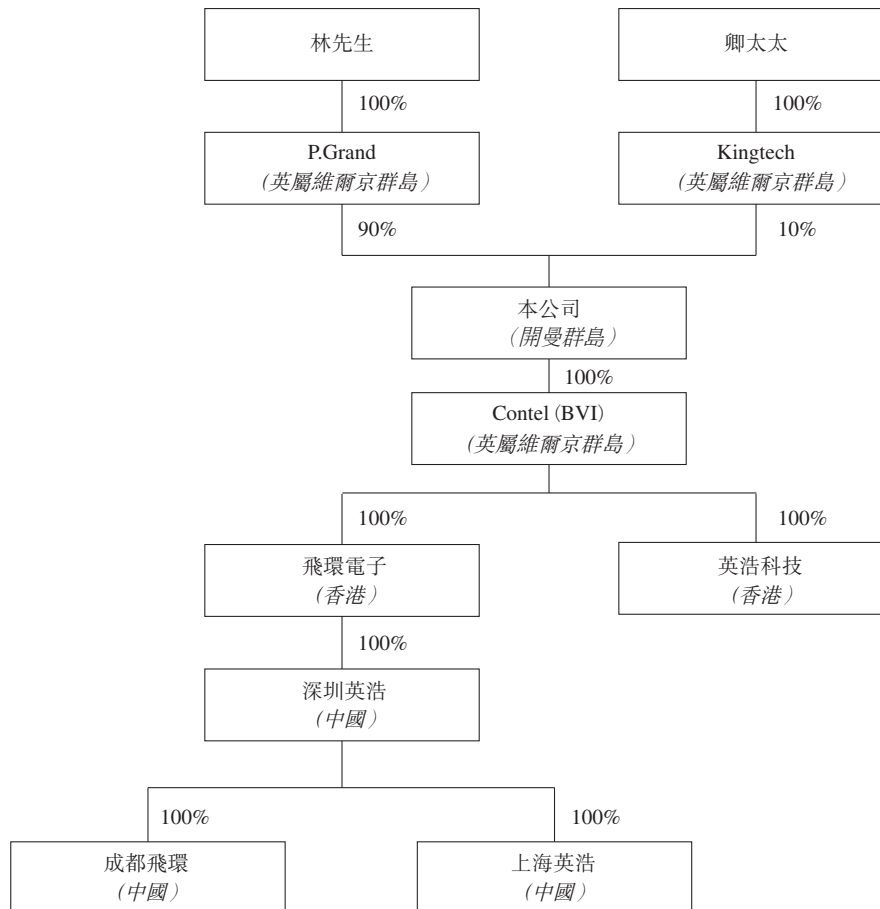 林先生
卿太太
100%
100%
P.Grand
(英屬維爾京群島)
Kingtech
(英屬維爾京群島)
90%
10%
本公司
(開曼群島)
100%
Contel (BVI)
(英屬維爾京群島)
100%
100%
飛環電子
(香港)
英浩科技
(香港)
100%
深圳英浩
(中國)
100%
100%
成都飛環
(中國)
上海英浩
(中國)